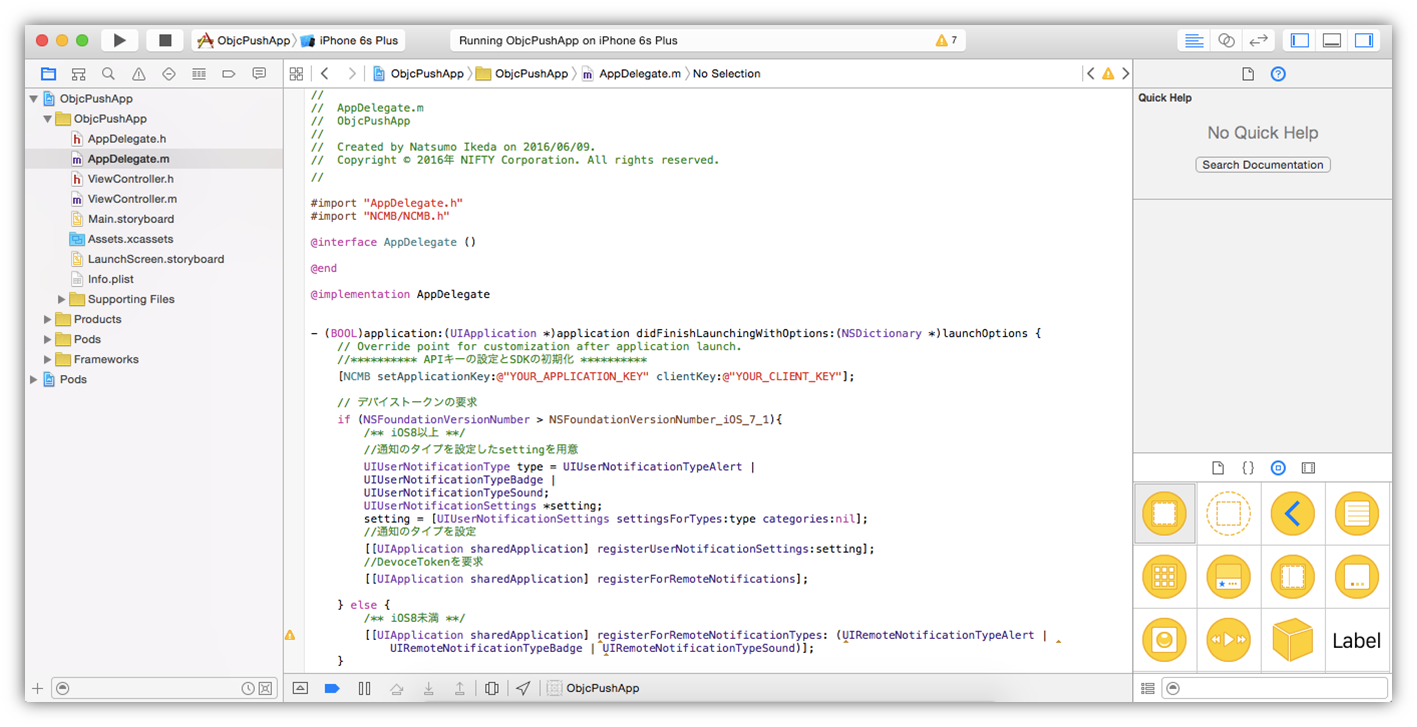 ObjcPushApp
iPhone 6s Plus
Running ObjcPushApp on iPhone 6s Plus
7
ObjcPushApp
ObjcPushApp
AppDelegate.h
AppDelegate.m
ViewController.h
ViewController.m
Main.storyboard
Assets.xcassets
LaunchScreen.storyboard
Info.plist
Supporting Files
Products
Pods
Frameworks
Pods
ObjcPushApp
ObjcPushApp
AppDelegate.m
No Selection
//
//  AppDelegate.m
//  ObjcPushApp
//
//  Created by Natsumo Ikeda on 2016/06/09.
//  Copyright © 2016年 NIFTY Corporation. All rights reserved.
//
#import "AppDelegate.h"
#import "NCMB/NCMB.h"
@interface AppDelegate ()
@end
@implementation AppDelegate
- (BOOL)application:(UIApplication *)application didFinishLaunchingWithOptions:(NSDictionary *)launchOptions {
// Override point for customization after application launch.
//********** APIキーの設定とSDKの初期化 **********
[NCMB setApplicationKey:@"YOUR_APPLICATION_KEY" clientKey:@"YOUR_CLIENT_KEY"];
// デバイストークンの要求
if (NSFoundationVersionNumber > NSFoundationVersionNumber_iOS_7_1){
/** iOS8以上 **/
//通知のタイプを設定したsettingを用意
UIUserNotificationType type = UIUserNotificationTypeAlert |
UIUserNotificationTypeBadge |
UIUserNotificationTypeSound;
UIUserNotificationSettings *setting;
setting = [UIUserNotificationSettings settingsForTypes:type categories:nil];
//通知のタイプを設定
[[UIApplication sharedApplication] registerUserNotificationSettings:setting];
//DevoceTokenを要求
[[UIApplication sharedApplication] registerForRemoteNotifications];
} else {
/** iOS8未満 **/
[[UIApplication sharedApplication] registerForRemoteNotificationTypes: (UIRemoteNotificationTypeAlert |
UIRemoteNotificationTypeBadge | UIRemoteNotificationTypeSound)];
}
ObjcPushApp
Quick Help
No Quick Help
Search Documentation
Label